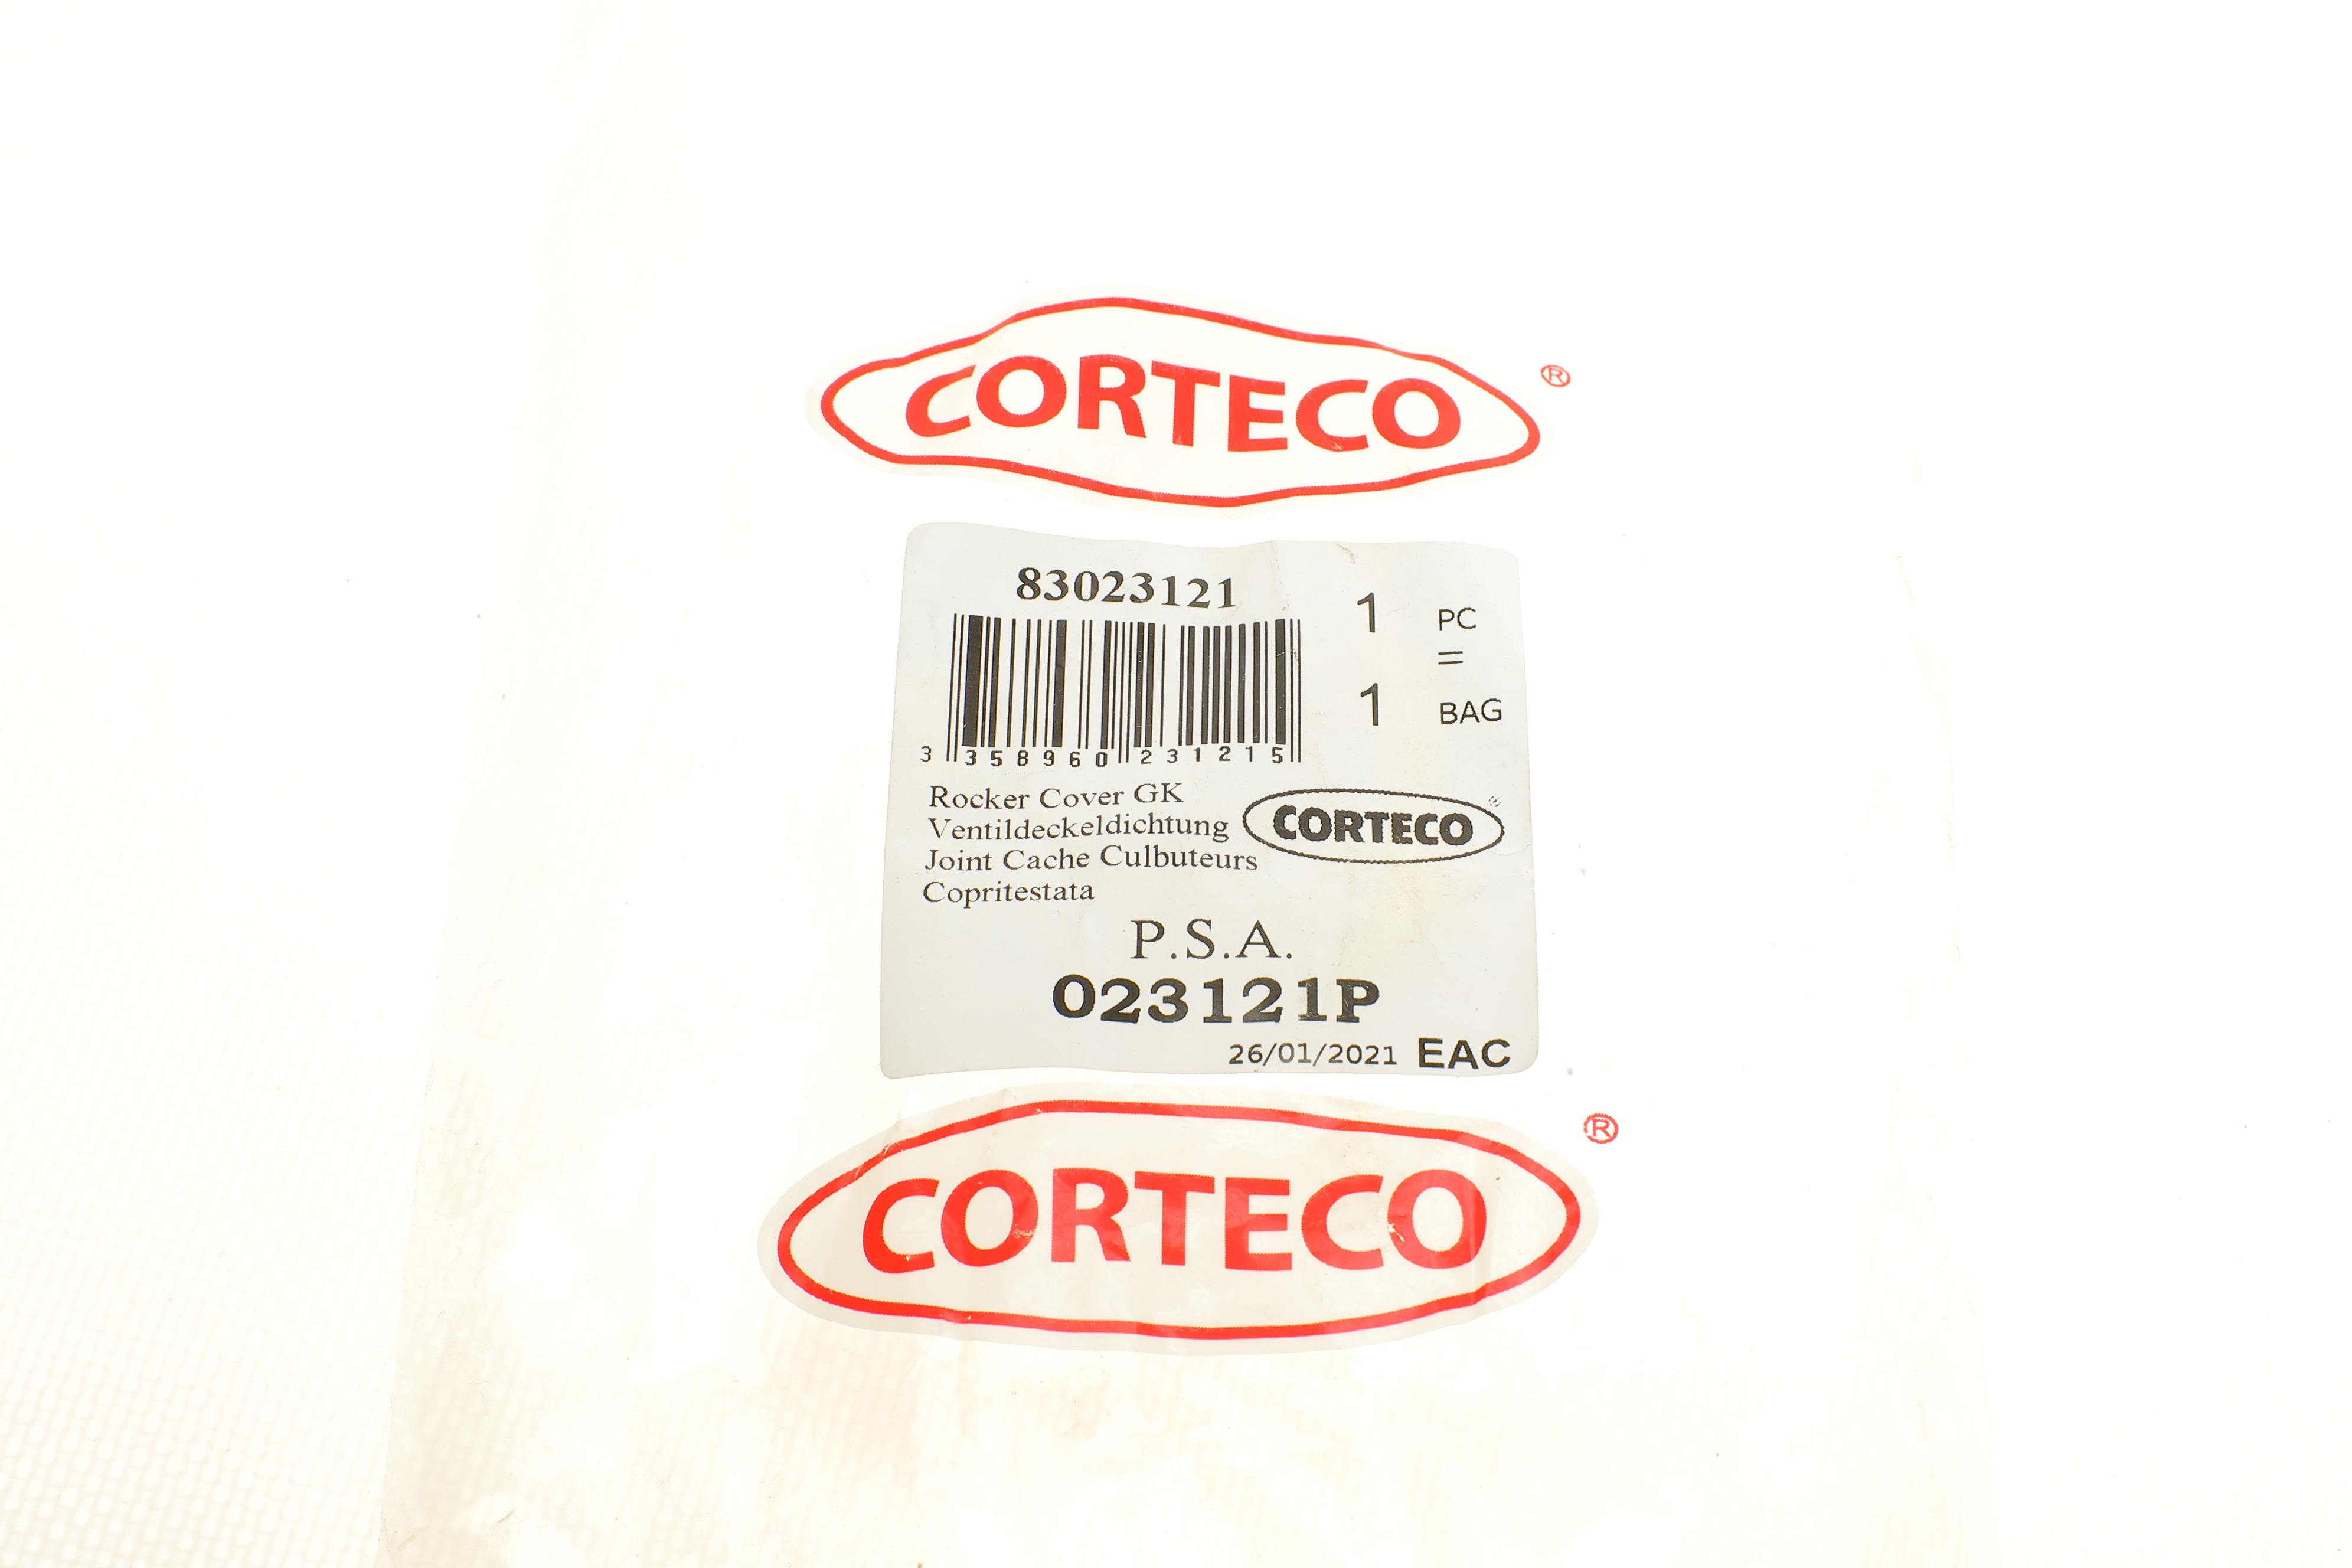 CORTECO ®
83023121
1 PC
=
1 BAG
3 358960 231215
Rocker Cover GK
Ventildeckeldichtung
CORTECO ®
Joint Cache Culbuteurs
Copritestata
P.S.A.
023121P
26/01/2021 EAC
CORTECO ®